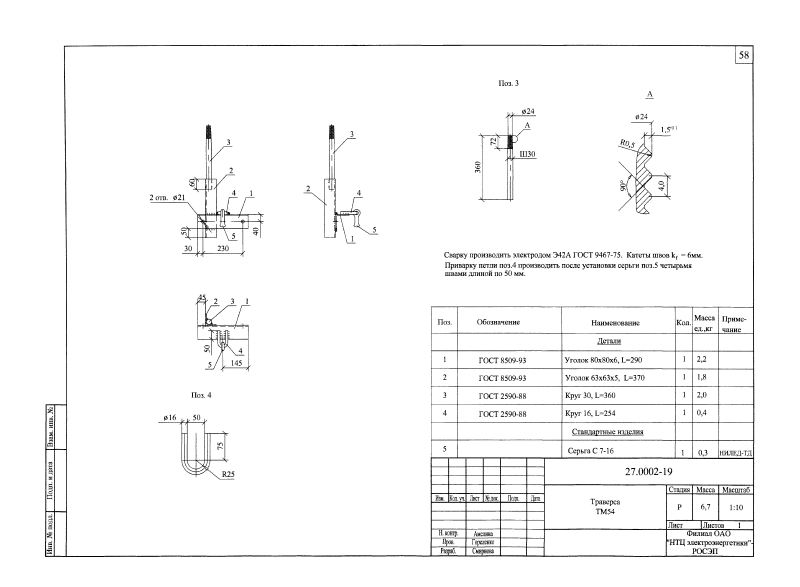 58
Поз. 3
А
ø24
А
72
360
Ш30
ø24
1,5
R0,5
90°
4,0
3
2
60
2 отв. ø21
4
1
50
5
40
30
230
3
2
4
1
5
45
2
3
1
50
4
5
145
Поз. 4
ø16
50
75
R25
Сварку производить электродом Э42А ГОСТ 9467-75. Катеты швов kf = 6мм.
Приварку петли поз.4 производить после установки серьги поз.5 четырьмя
швами длиной по 50 мм.
Поз. Обозначение Наименование Кол. Масса ед.,кг Приме-чание
Детали
1 ГОСТ 8509-93 Уголок 80х80х6, L=290 1 2,2
2 ГОСТ 8509-93 Уголок 63х63х5, L=370 1 1,8
3 ГОСТ 2590-88 Круг 30, L=360 1 2,0
4 ГОСТ 2590-88 Круг 16, L=254 1 0,4
Стандартные изделия
5 Серьга С 7-16 1 0,3 НИЛЕД-ТД
27.0002-19
Изм. Кол. уч. Лист № док. Подп. Дата
Траверса
ТМ54
Стадия Масса Масштаб
Р 6,7 1:10
Лист Листов 1
Н. контр.
Пров.
Разраб. Смирнова
Филиал ОАО
"НТЦ электроэнергетики"-
РОСЭП
Взам. инв. №
Подп. и дата
Инв. № подл.